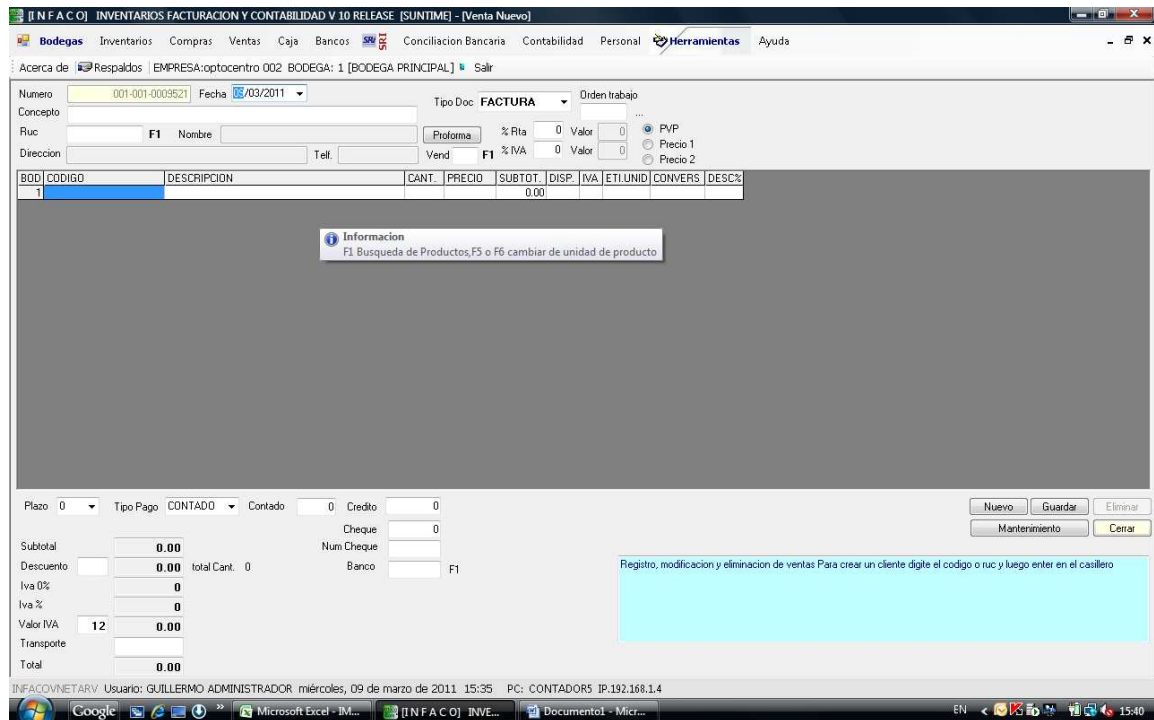 [I N F A C O] INVENTARIOS FACTURACION Y CONTABILIDAD V 10 RELEASE [SUNTIME] - [Venta Nuevo]
Bodegas Inventarios Compras Ventas Caja Bancos SRI SRI Conciliacion Bancaria Contabilidad Personal Herramientas Ayuda
Acerca de Respaldos EMPRESA:optocentro 002 BODEGA: 1 [BODEGA PRINCIPAL] Salir
Numero 001-001-0009521 Fecha 09/03/2011 Tipo Doc FACTURA Orden trabajo
Concepto ...
Ruc F1 Nombre Proforma % Rta 0 Valor 0 PVP
Precio 1
Direccion Telf. Vend F1 % IVA 0 Valor 0
Precio 2
BOD CODIGO DESCRIPCION CANT. PRECIO SUBTOT. DISP. IVA ETI.UNID CONVERS DESC%
1 0.00
Informacion
F1 Busqueda de Productos,F5 o F6 cambiar de unidad de producto
Plazo 0 Tipo Pago CONTADO Contado 0 Credito 0 Nuevo Guardar Eliminar
Cheque 0 Mantenimiento Cerrar
Subtotal 0.00 Num Cheque
Descuento 0.00 total Cant. 0 Banco F1
Registro, modificacion y eliminacion de ventas Para crear un cliente digite el codigo o ruc y luego enter en el casillero
Iva 0% 0
Iva % 0
Valor IVA 12 0.00
Transporte
Total 0.00
INFACOVNETARV Usuario: GUILLERMO ADMINISTRADOR miércoles, 09 de marzo de 2011 15:35 PC: CONTADOR5 IP.192.168.1.4
Google » Microsoft Excel - IM... [I N F A C O] INVE... Documento1 - Micr... EN < 15:40